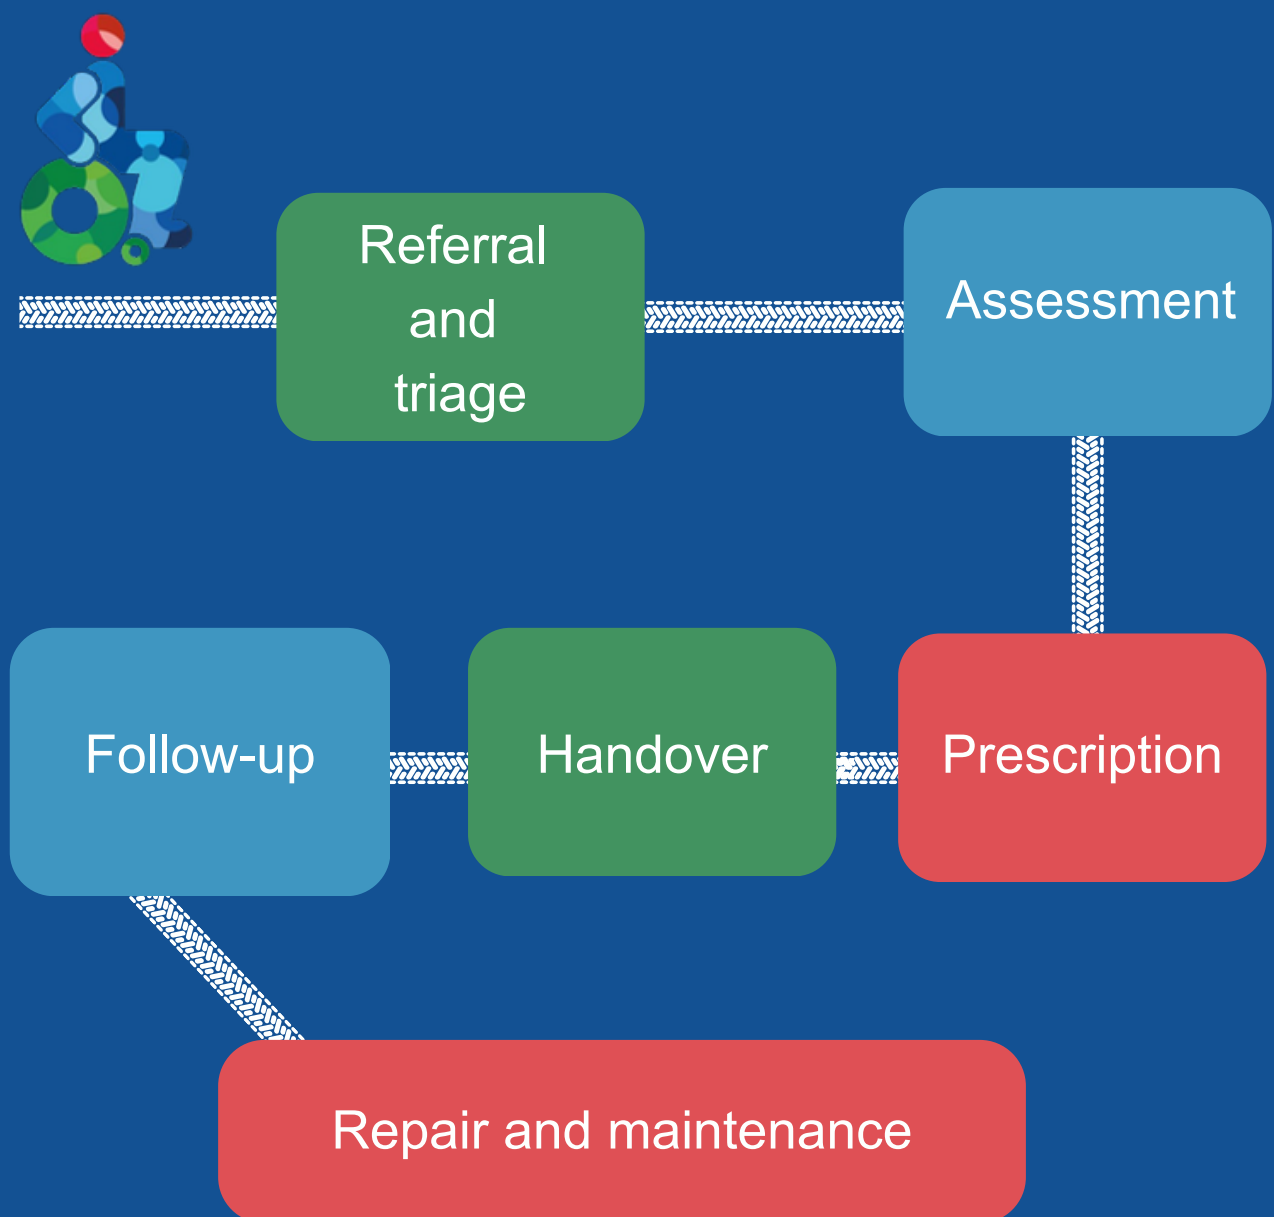 Referral
and
triage
Assessment
Prescription
Handover
Follow-up
Repair and maintenance